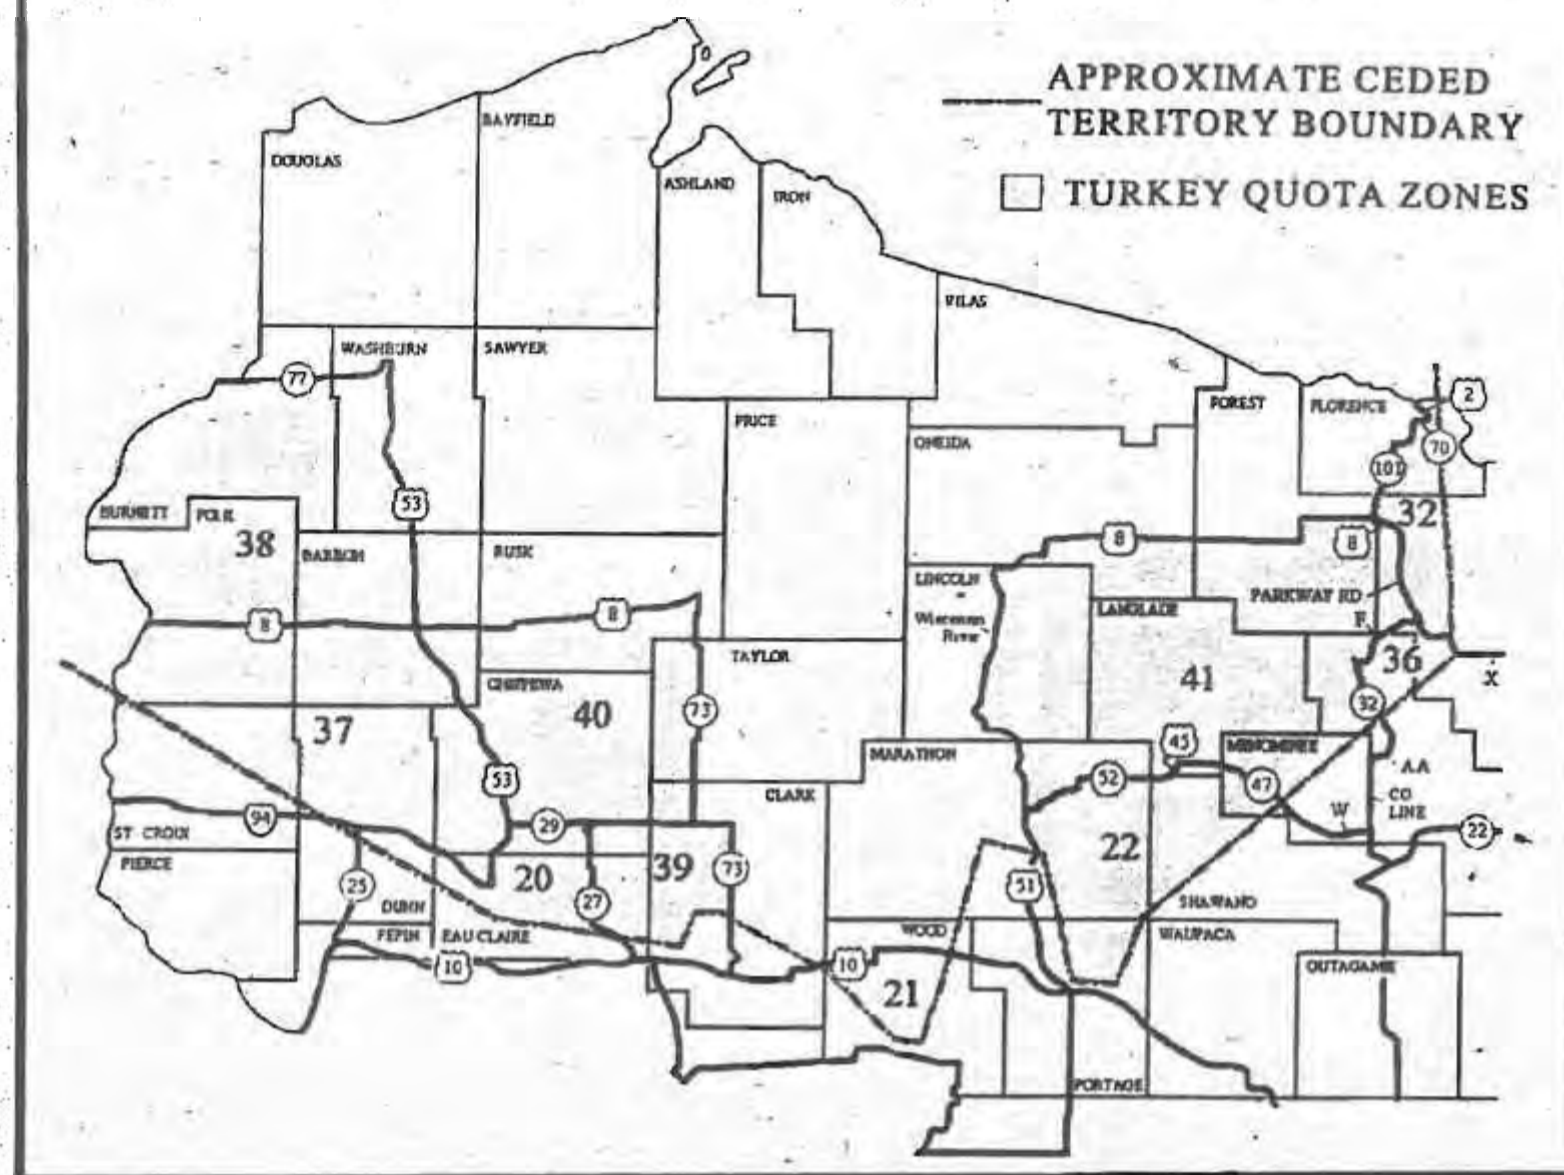 APPROXIMATE CEDED
TERRITORY BOUNDARY
TURKEY QUOTA ZONES
BAYFIELD
DOUGLAS
ASHLAND
IRON
VILAS
WASHBURN
SAWYER
77
2
FOREST
FLORENCE
PRICE
ONEIDA
70
101
53
BURNETT
POLK
32
38
8
8
BARRON
RUSK
LINCOLN
PARKWAY RD
LANGLADE
8
8
Wisconsin
River
F
TAYLOR
36
X
CHIPPEWA
41
40
73
32
37
MARATHON
45
MENOMINEE
53
52
47
AA
CO
LINE
CLARK
W
94
29
22
ST CROIX
PIERCE
22
20
39
73
25
27
51
DUNN
SHAWANO
PEPIN
EAU CLAIRE
WOOD
WAUPACA
10
10
OUTAGAMIE
21
PORTAGE